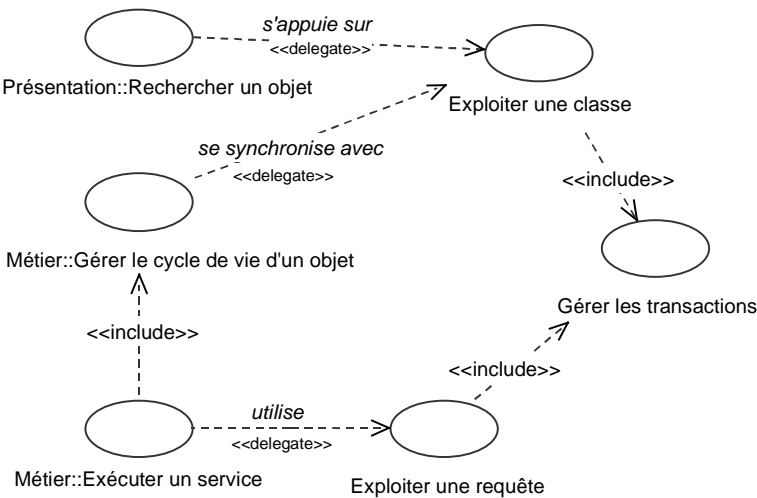 s'appuie sur
<<delegate>>
Présentation::Rechercher un objet
Exploiter une classe
se synchronise avec
<<delegate>>
<<include>>
Métier::Gérer le cycle de vie d'un objet
Gérer les transactions
<<include>>
<<include>>
utilise
<<delegate>>
Métier::Exécuter un service
Exploiter une requête